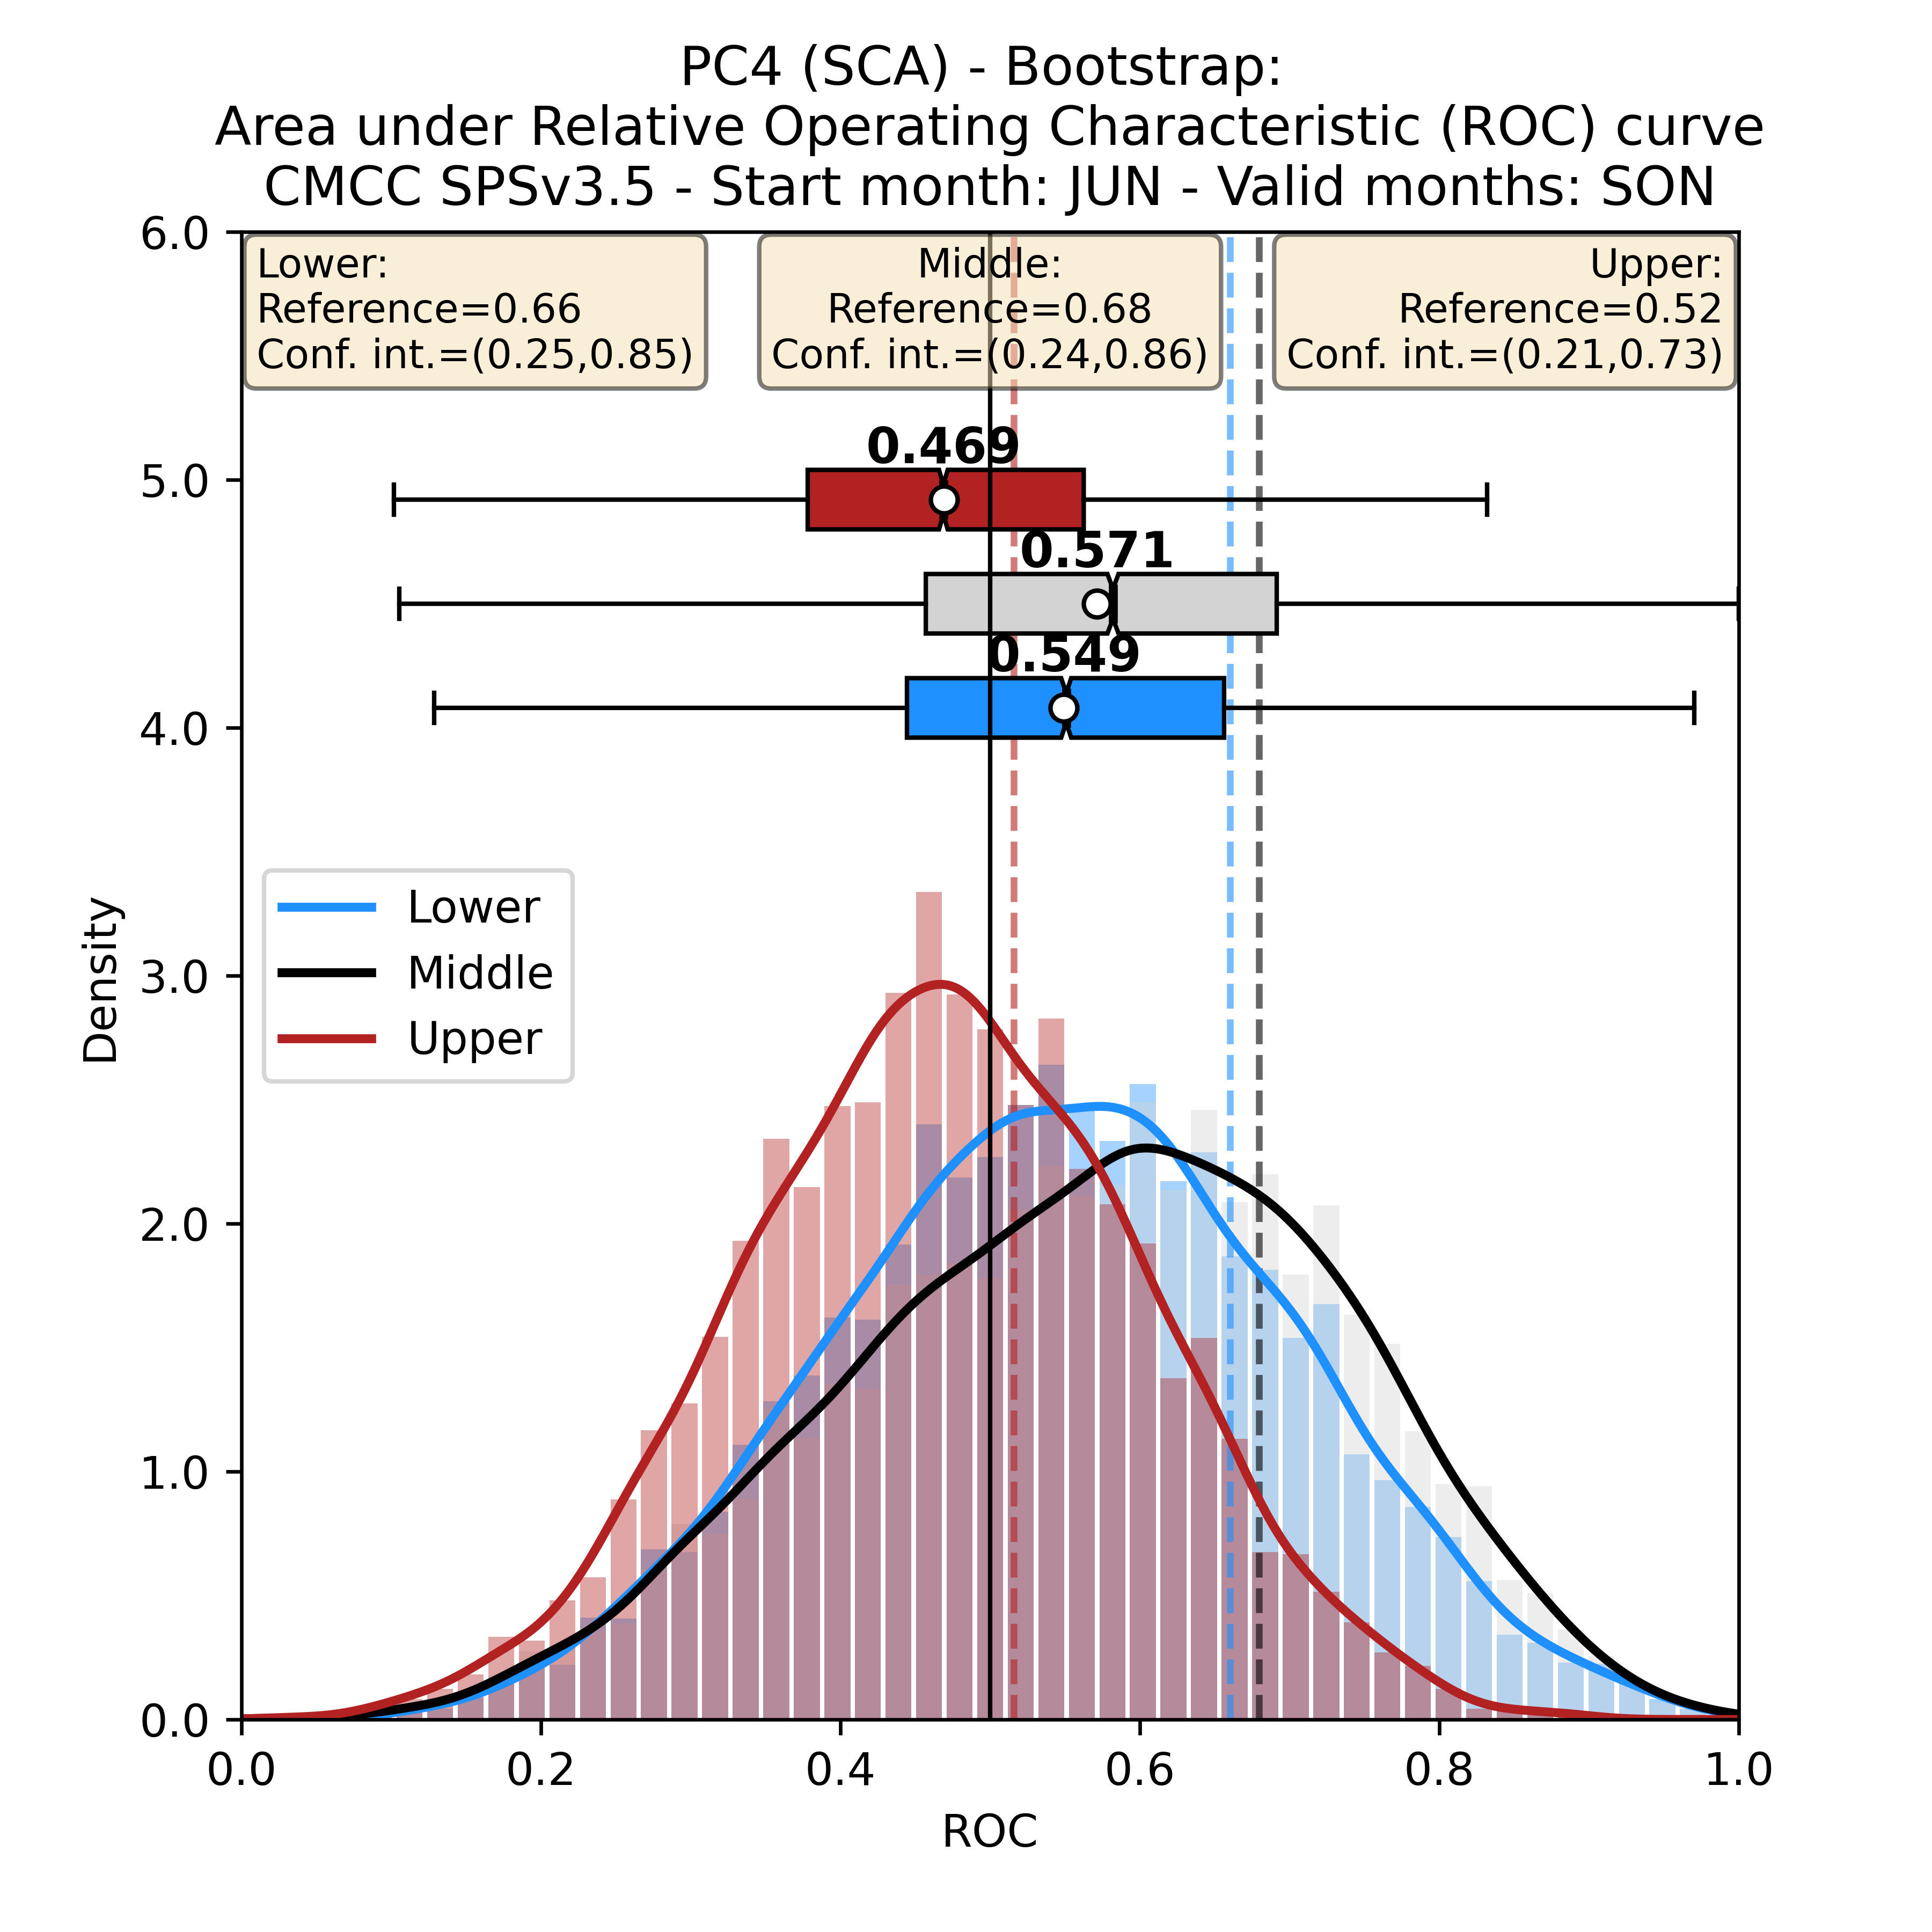 PC4 (SCA) - Bootstrap:
Area under Relative Operating Characteristic (ROC) curve
CMCC SPSv3.5 - Start month: JUN - Valid months: SON
Lower:
Reference=0.66
Conf. int.=(0.25,0.85)
Middle:
Reference=0.68
Conf. int.=(0.24,0.86)
Upper:
Reference=0.52
Conf. int.=(0.21,0.73)
0.469
0.571
0.549
Lower
Middle
Upper
Density
6.0
5.0
4.0
3.0
2.0
1.0
0.0
0.0 0.2 0.4 0.6 0.8 1.0
ROC